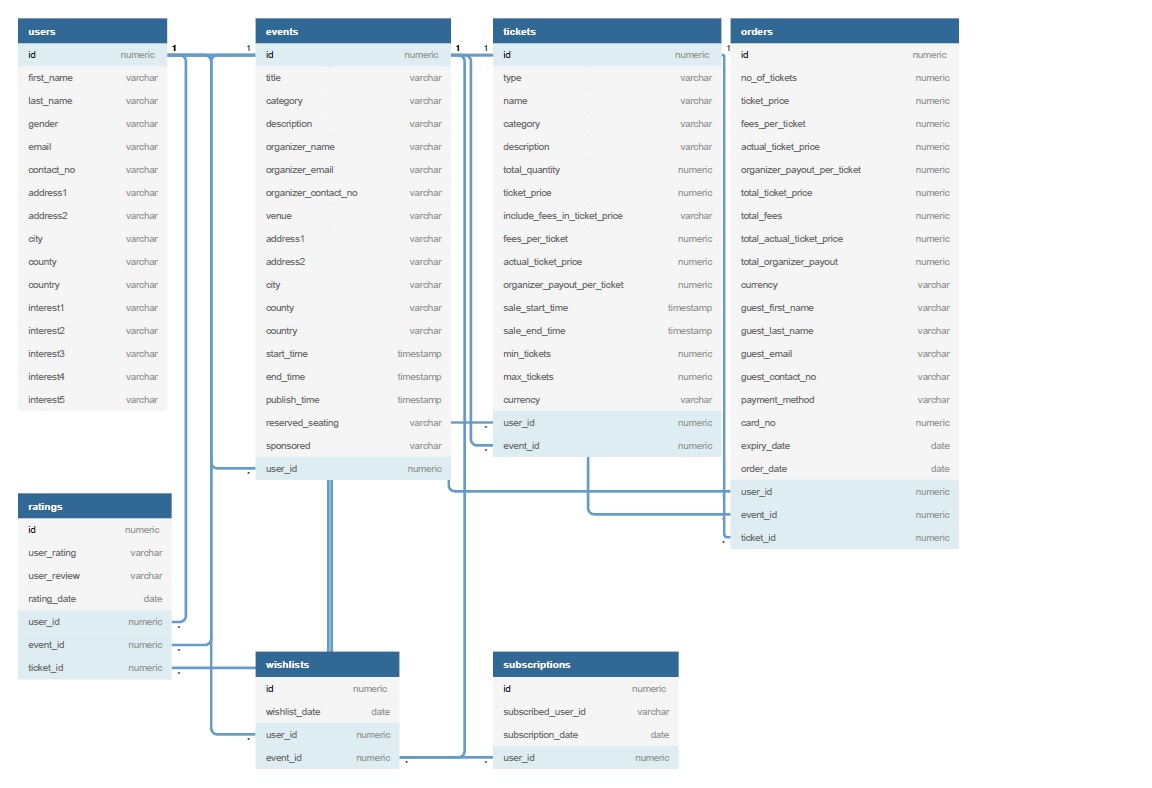 users
id numeric
first_name varchar
last_name varchar
gender varchar
email varchar
contact_no varchar
address1 varchar
address2 varchar
city varchar
county varchar
country varchar
interest1 varchar
interest2 varchar
interest3 varchar
interest4 varchar
interest5 varchar
1
1
events
id numeric
title varchar
category varchar
description varchar
organizer_name varchar
organizer_email varchar
organizer_contact_no varchar
venue varchar
address1 varchar
address2 varchar
city varchar
county varchar
country varchar
start_time timestamp
end_time timestamp
publish_time timestamp
reserved_seating varchar
sponsored varchar
user_id numeric
1
1
tickets
id numeric
type varchar
name varchar
category varchar
description varchar
total_quantity numeric
ticket_price numeric
include_fees_in_ticket_price varchar
fees_per_ticket numeric
actual_ticket_price numeric
organizer_payout_per_ticket numeric
sale_start_time timestamp
sale_end_time timestamp
min_tickets numeric
max_tickets numeric
currency varchar
user_id numeric
event_id numeric
1
orders
id numeric
no_of_tickets numeric
ticket_price numeric
fees_per_ticket numeric
actual_ticket_price numeric
organizer_payout_per_ticket numeric
total_ticket_price numeric
total_fees numeric
total_actual_ticket_price numeric
total_organizer_payout numeric
currency varchar
guest_first_name varchar
guest_last_name varchar
guest_email varchar
guest_contact_no varchar
payment_method varchar
card_no numeric
expiry_date date
order_date date
user_id numeric
event_id numeric
ticket_id numeric
ratings
id numeric
user_rating varchar
user_review varchar
rating_date date
user_id numeric
event_id numeric
ticket_id numeric
wishlists
id numeric
wishlist_date date
user_id numeric
event_id numeric
subscriptions
id numeric
subscribed_user_id varchar
subscription_date date
user_id numeric